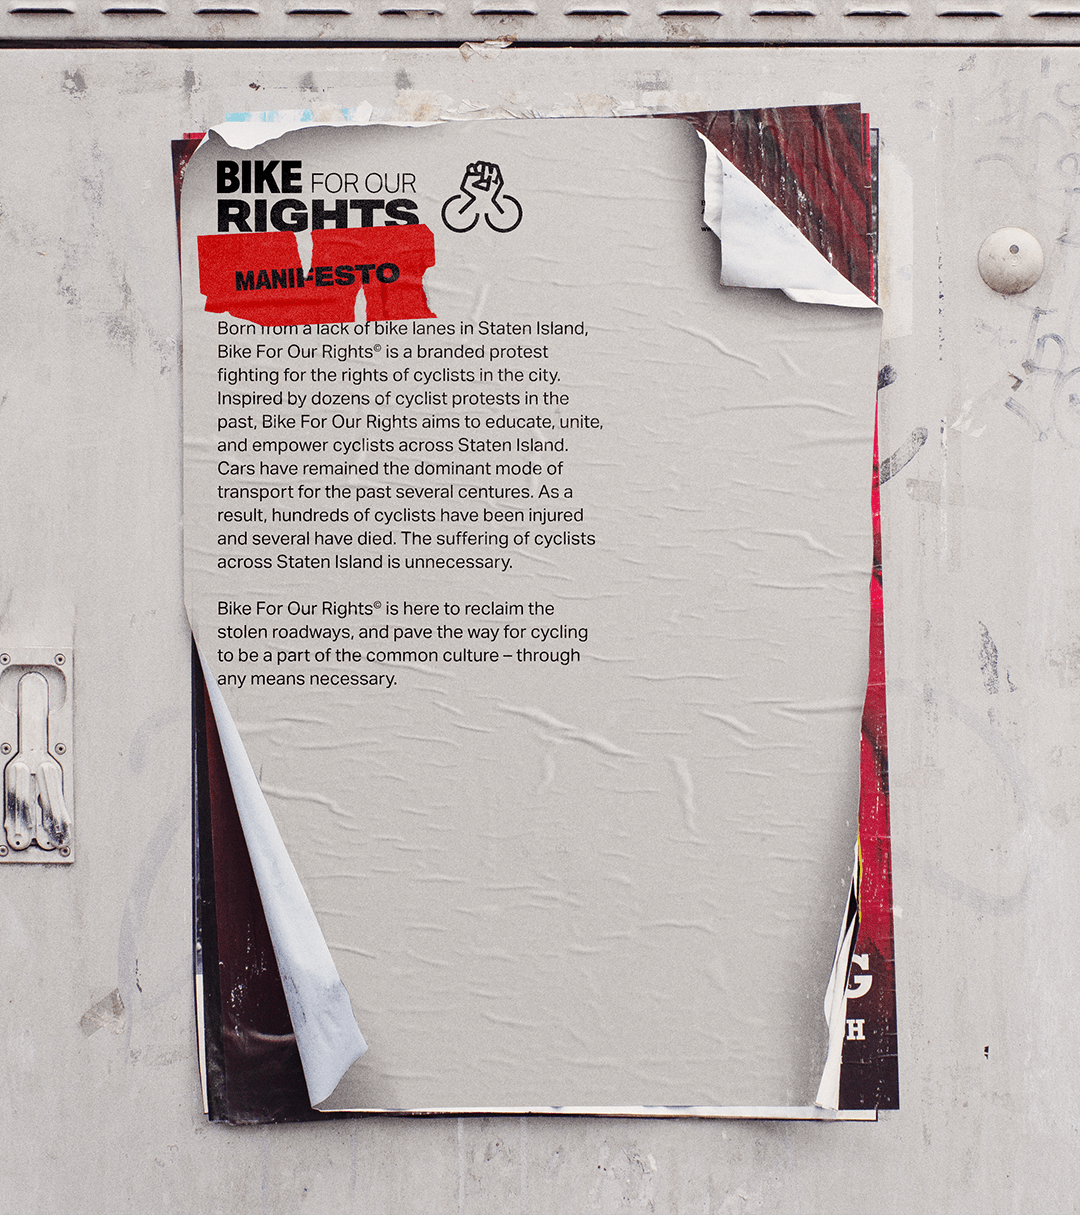 BIKE FOR OUR
RIGHTS
MANIFESTO
Born from a lack of bike lanes in Staten Island,
Bike For Our Rights© is a branded protest
fighting for the rights of cyclists in the city.
Inspired by dozens of cyclist protests in the
past, Bike For Our Rights aims to educate, unite,
and empower cyclists across Staten Island.
Cars have remained the dominant mode of
transport for the past several centures. As a
result, hundreds of cyclists have been injured
and several have died. The suffering of cyclists
across Staten Island is unnecessary.
Bike For Our Rights© is here to reclaim the
stolen roadways, and pave the way for cycling
to be a part of the common culture – through
any means necessary.
G
H